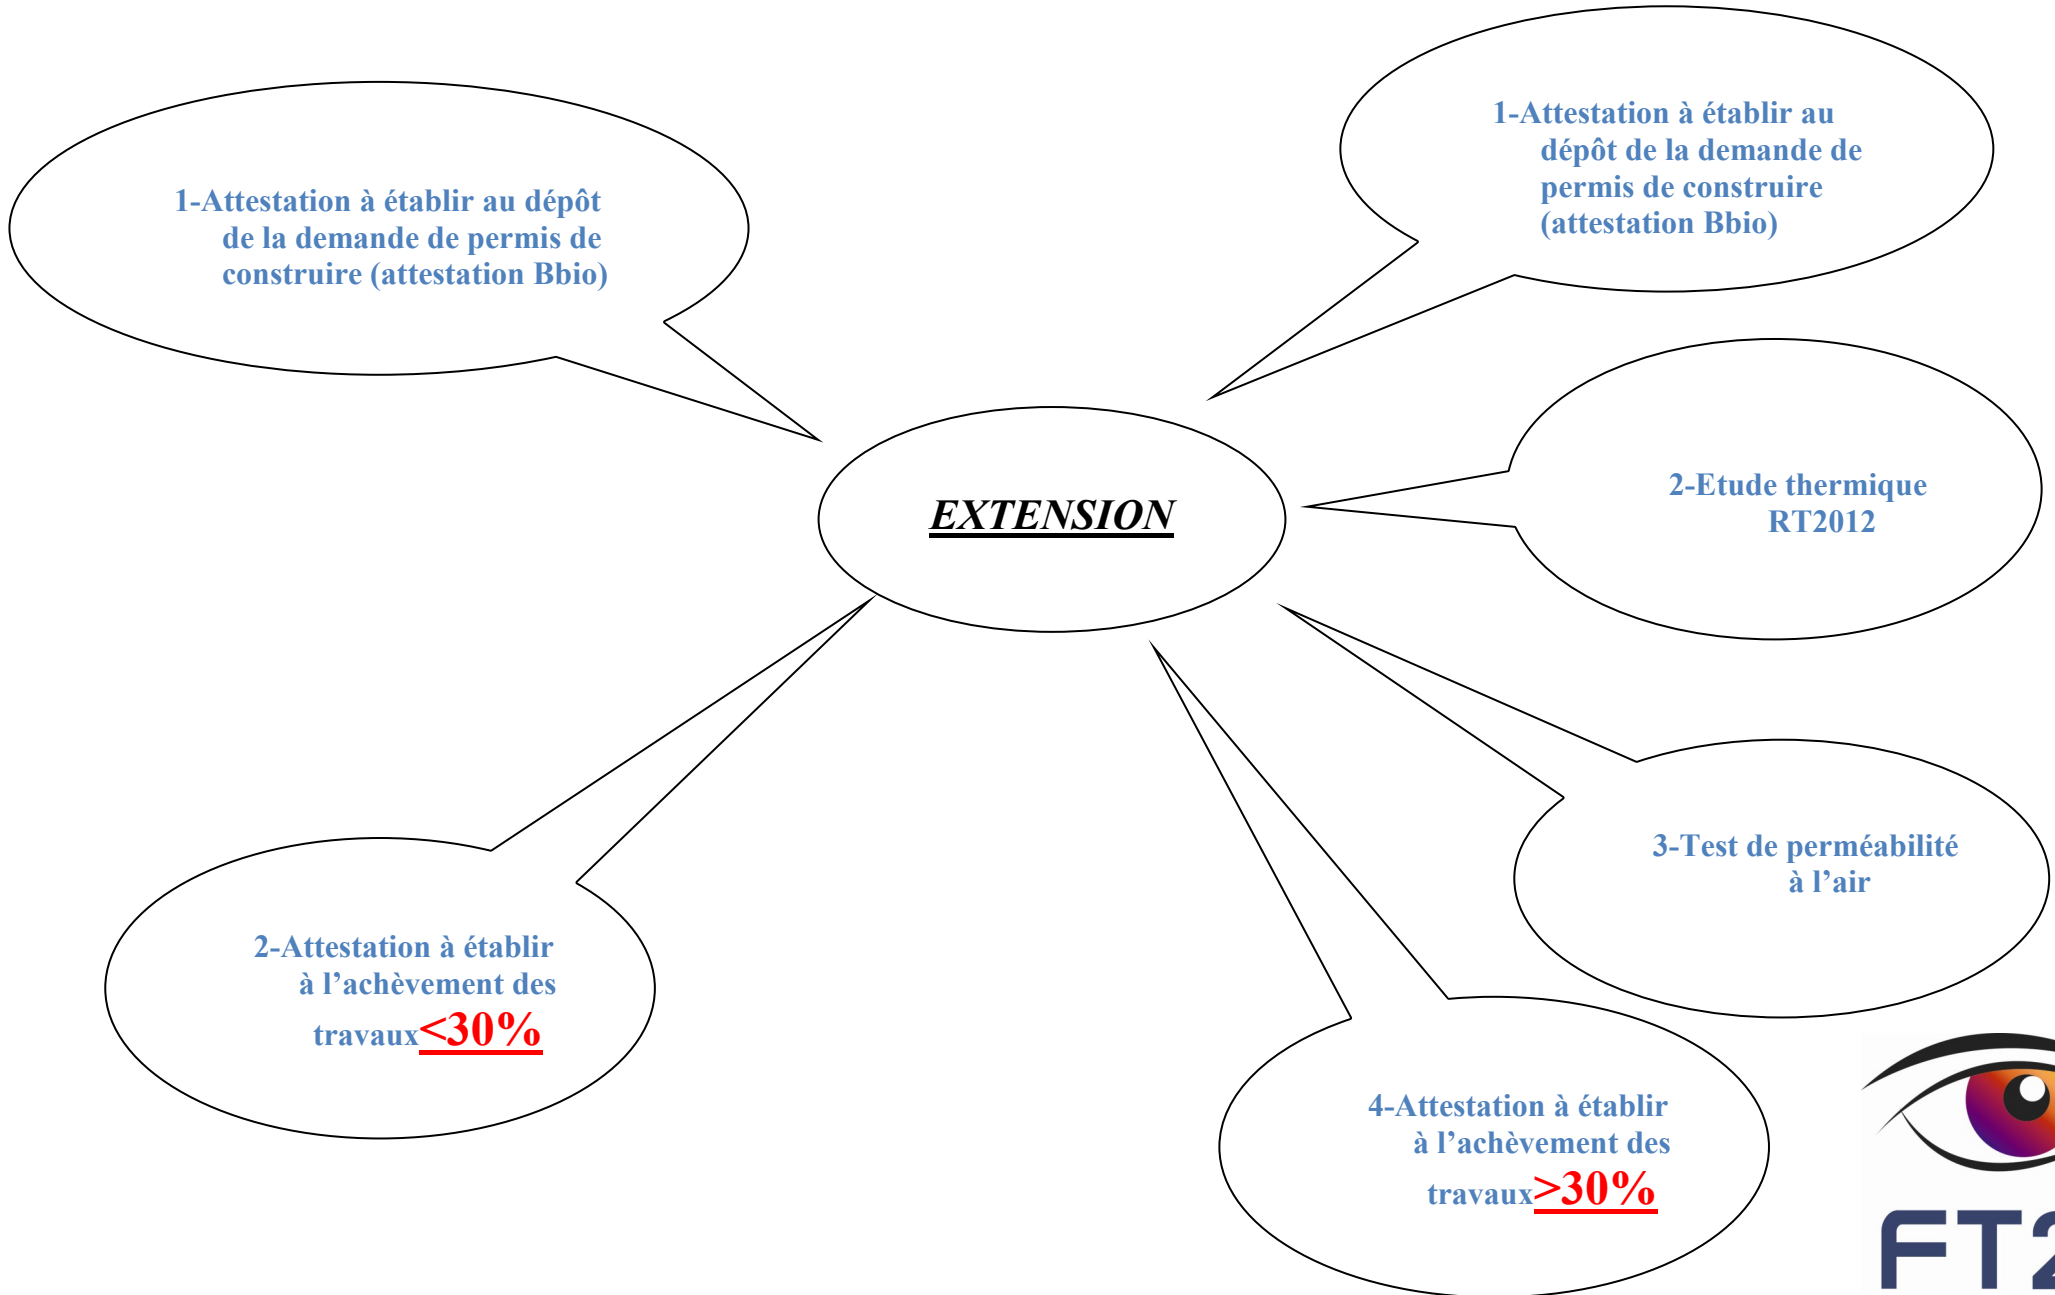 1-Attestation à établir au dépôt
de la demande de permis de
construire (attestation Bbio)
1-Attestation à établir au
dépôt de la demande de
permis de construire
(attestation Bbio)
EXTENSION
2-Etude thermique
RT2012
3-Test de perméabilité
à l’air
2-Attestation à établir
à l’achèvement des
travaux<30%
4-Attestation à établir
à l’achèvement des
travaux>30%
FT2